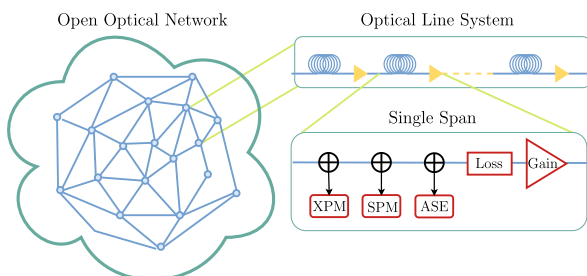 Open Optical Network
Optical Line System
Single Span
Loss
Gain
XPM
SPM
ASE